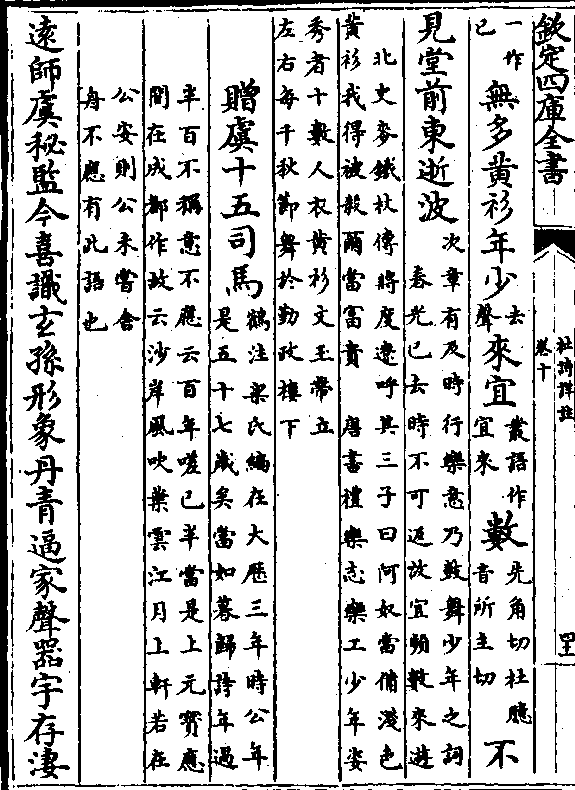 欽定四庫全書
杜詩詳註
卷十
一作已無多黃衫年少去聲來宜叢語作宜來數先角切杜臆音所主切不
見堂前東逝波次章有及時行樂意乃鼓舞少年之詞
春光已去時不可返故宜頻數來遊
北史麥鐵杖傳將度遼呼其三子曰阿奴當備淺色
黃衫我得被殺爾當富貴　唐書禮樂志樂工少年姿
秀者十數人衣黃衫文玉帶立
左右每千秋節舞於勤政樓下
贈虞十五司馬鶴注梁氏編在大厯三年時公年
是五十七歲矣當如暮歸詩年過
半百不稱意不應云百年嗟已半當是上元寳應
間在成都作故云沙岸風吹葉雲江月上軒若在
公安則公未嘗舍
舟不應有此語也
遠師虞秘監今喜識玄孫形象丹青逼家聲器宇存淒